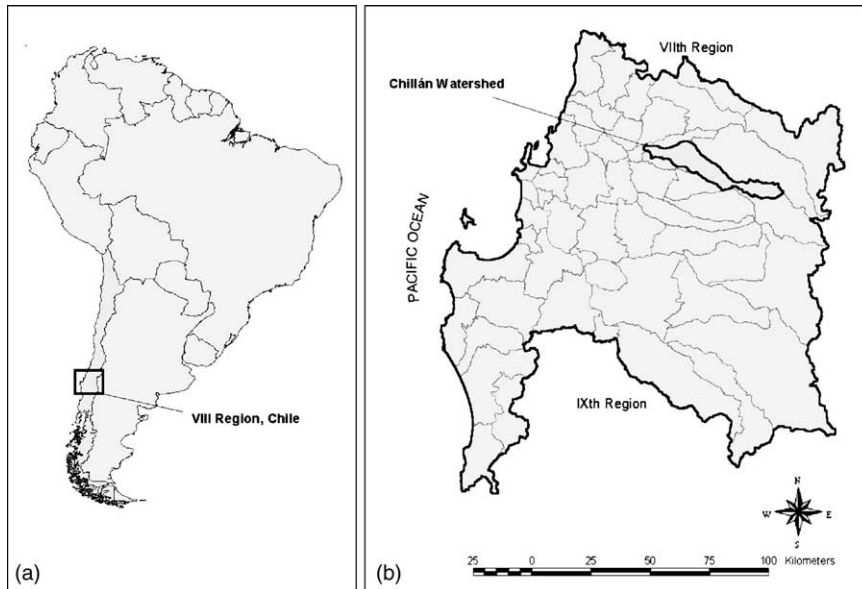 VIII Region, Chile
(a)
VIIth Region
Chillán Watershed
PACIFIC OCEAN
IXth Region
N
W E
S
25 0 25 50 75 100 Kilometers
(b)